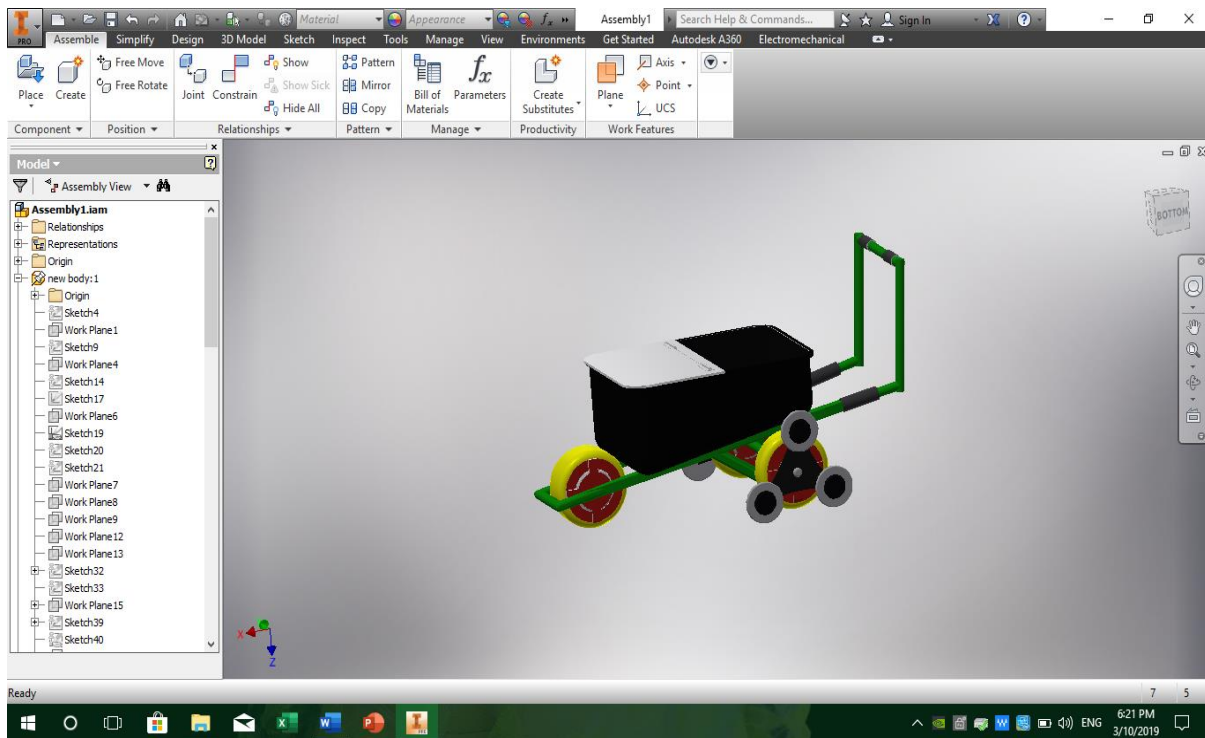 PRO
Material
Appearance
Assembly1
Search Help & Commands...
Sign In
Assemble Simplify Design 3D Model Sketch Inspect Tools Manage View Environments Get Started Autodesk A360 Electromechanical
Place
Create
Free Move
Free Rotate
Joint
Constrain
Show
Show Sick
Hide All
Pattern
Mirror
Copy
Bill of
Materials
fx
Parameters
Create
Substitutes
Plane
Axis
Point
UCS
Component Position Relationships Pattern Manage Productivity Work Features
Model
Assembly View
Assembly1.iam
Relationships
Representations
Origin
new body:1
Origin
Sketch4
Work Plane1
Sketch9
Work Plane4
Sketch14
Sketch17
Work Plane6
Sketch19
Sketch20
Sketch21
Work Plane7
Work Plane8
Work Plane9
Work Plane12
Work Plane13
Sketch32
Sketch33
Work Plane15
Sketch39
Sketch40
BOTTOM
X
Z
Ready
7 5
ENG
6:21 PM
3/10/2019